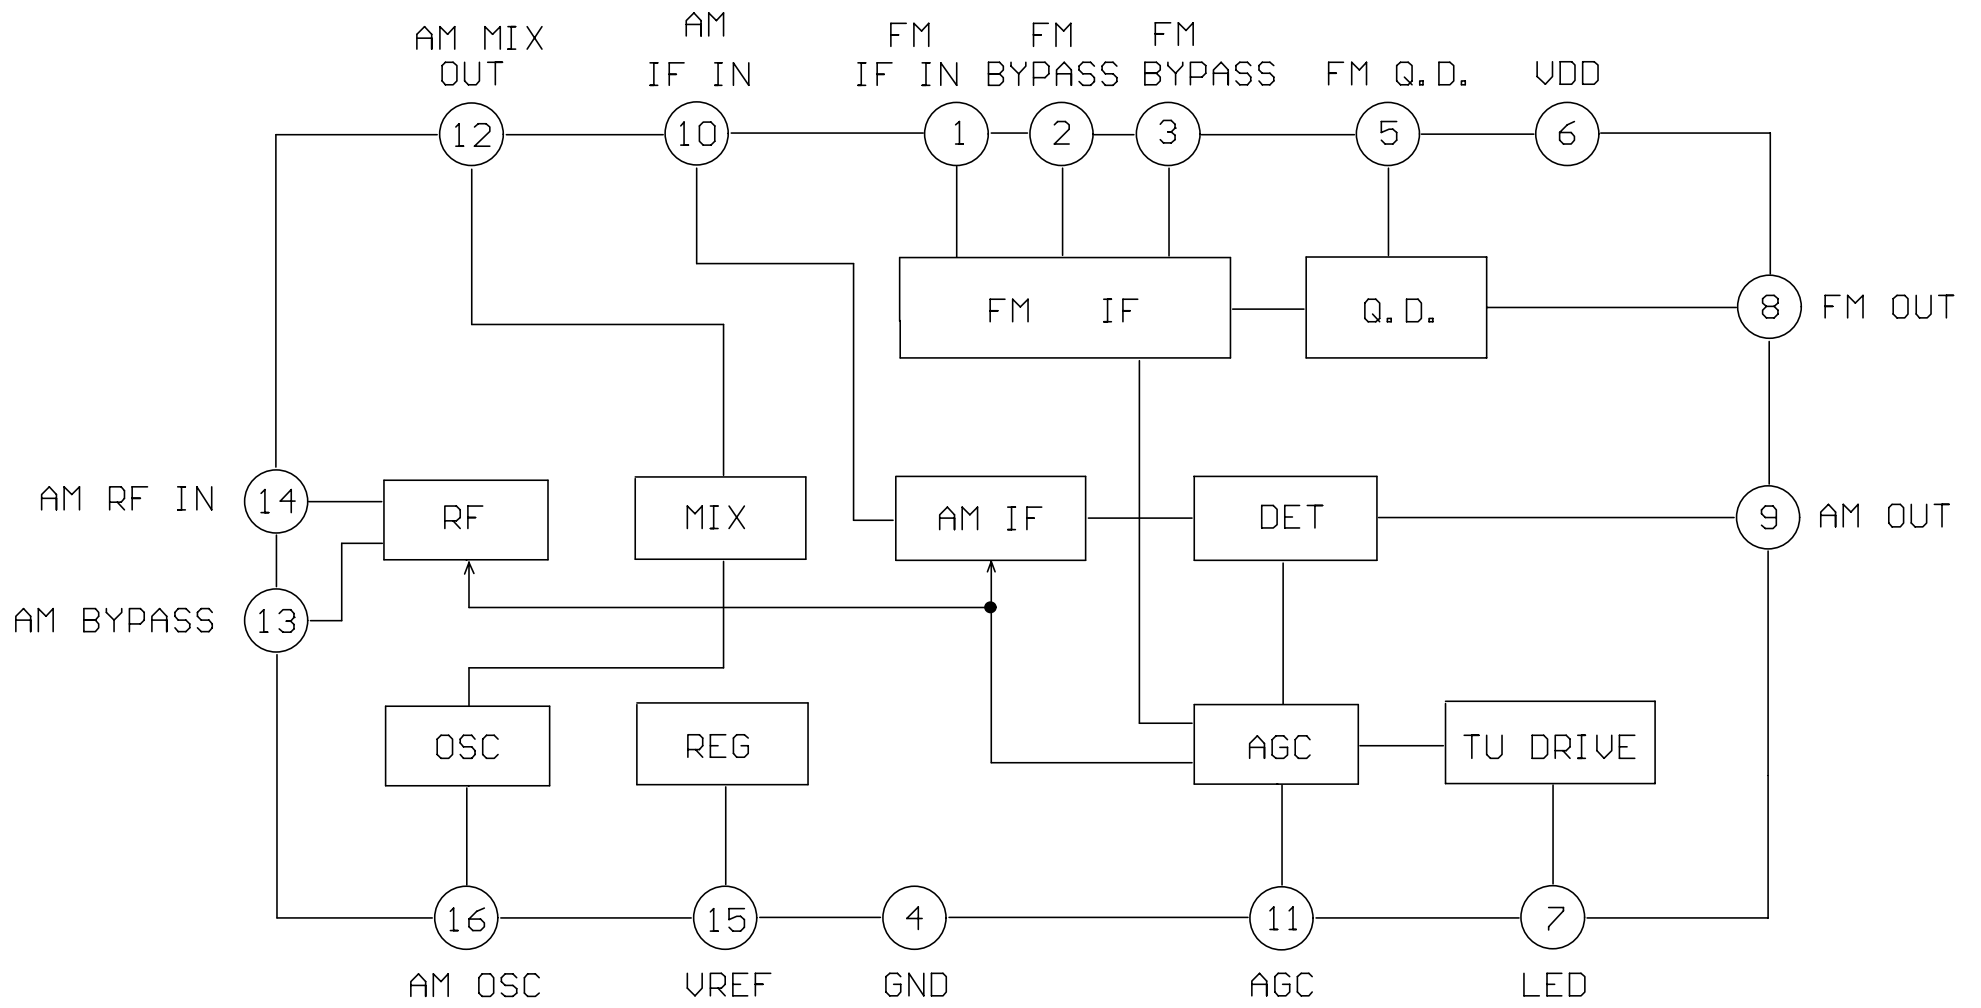 AM MIX
OUT
AM
IF IN
FM
IF IN
FM
BYPASS
FM
BYPASS
FM Q.D.
VDD
12
10
1
2
3
5
6
FM IF
Q.D.
8
FM OUT
AM RF IN
14
RF
MIX
AM IF
DET
9
AM OUT
AM BYPASS
13
OSC
REG
AGC
TU DRIVE
16
15
4
11
7
AM OSC
VREF
GND
AGC
LED